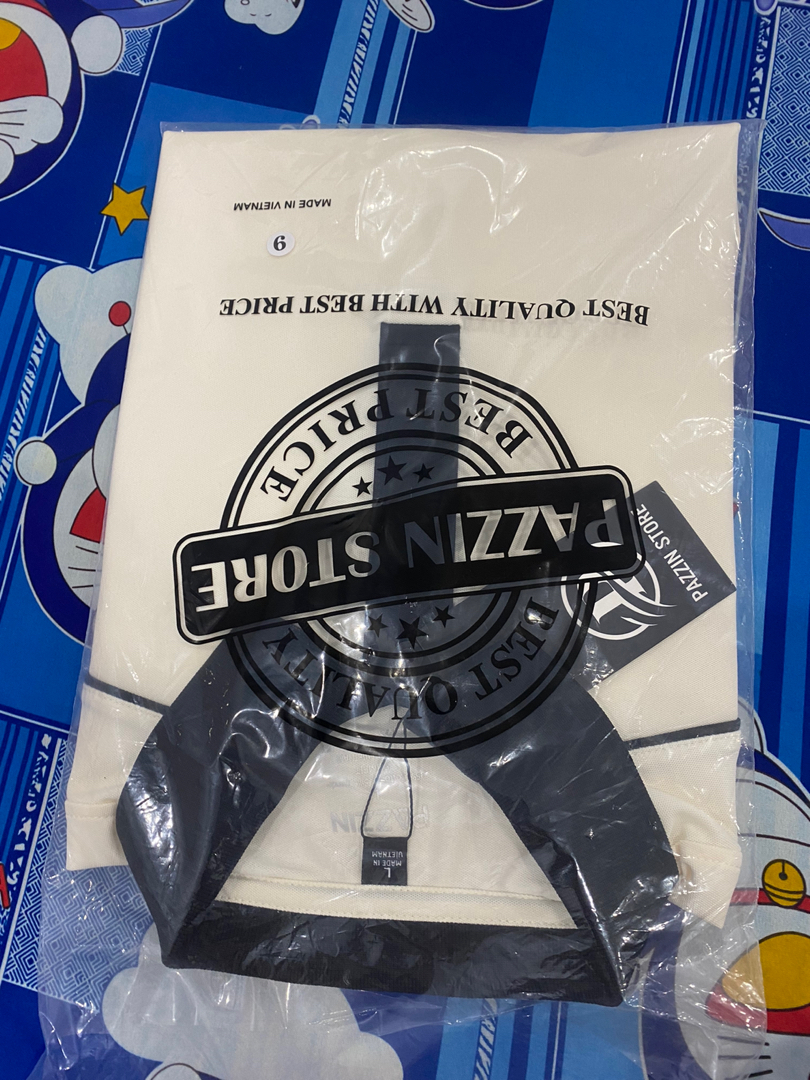 L
MADE IN
VIETNAM
PAZZIN
BEST QUALITY
PAZZIN STORE
PAZZIN STORE
BEST PRICE
BEST QUALITY WITH BEST PRICE
MADE IN VIETNAM